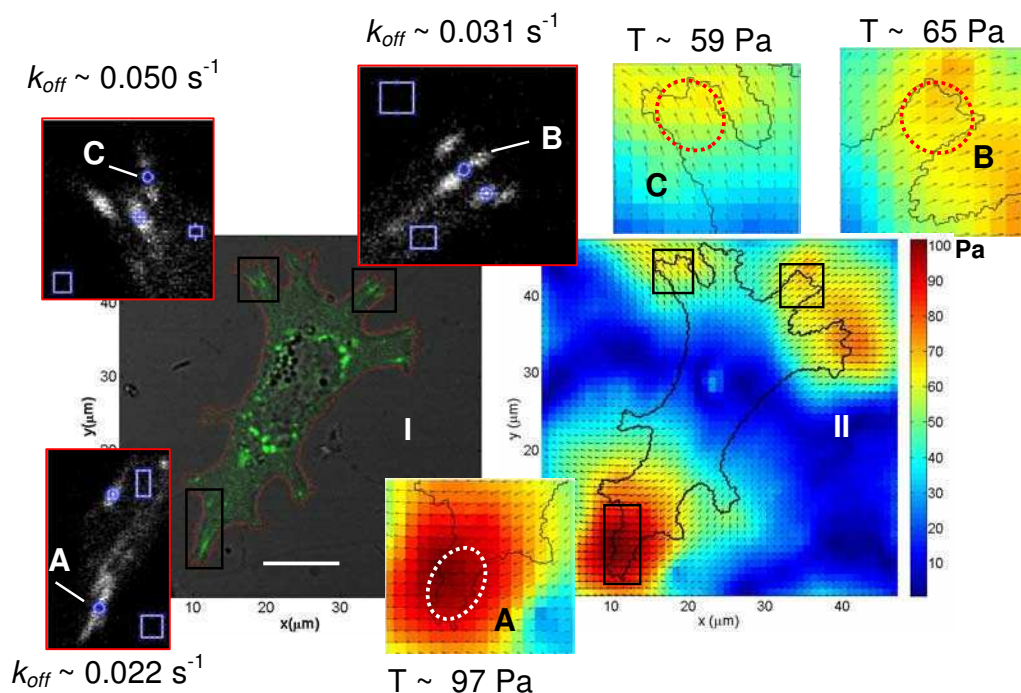 k_off ~ 0.050 s⁻¹
k_off ~ 0.031 s⁻¹
T ~ 59 Pa
T ~ 65 Pa
C
B
C
B
Pa
100
90
80
70
60
50
40
30
20
10
40
30
y(μm)
I
10
20
30
x(μm)
40
30
20
y (μm)
II
10
20
30
40
x (μm)
A
A
k_off ~ 0.022 s⁻¹
T ~ 97 Pa